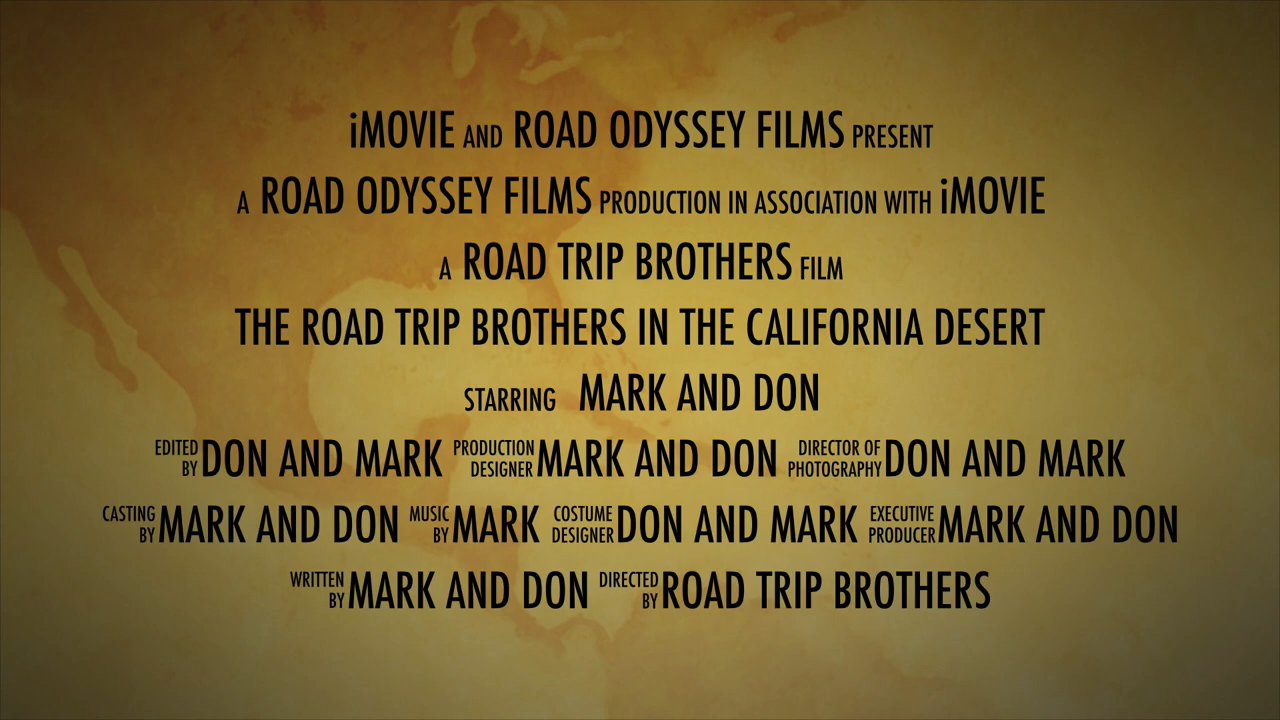 iMOVIE AND ROAD ODYSSEY FILMS PRESENT
A ROAD ODYSSEY FILMS PRODUCTION IN ASSOCIATION WITH iMOVIE
A ROAD TRIP BROTHERS FILM
THE ROAD TRIP BROTHERS IN THE CALIFORNIA DESERT
STARRING MARK AND DON
EDITED BY DON AND MARK PRODUCTION DESIGNER MARK AND DON DIRECTOR OF PHOTOGRAPHY DON AND MARK
CASTING BY MARK AND DON MUSIC BY MARK COSTUME DESIGNER DON AND MARK EXECUTIVE PRODUCER MARK AND DON
WRITTEN BY MARK AND DON DIRECTED BY ROAD TRIP BROTHERS